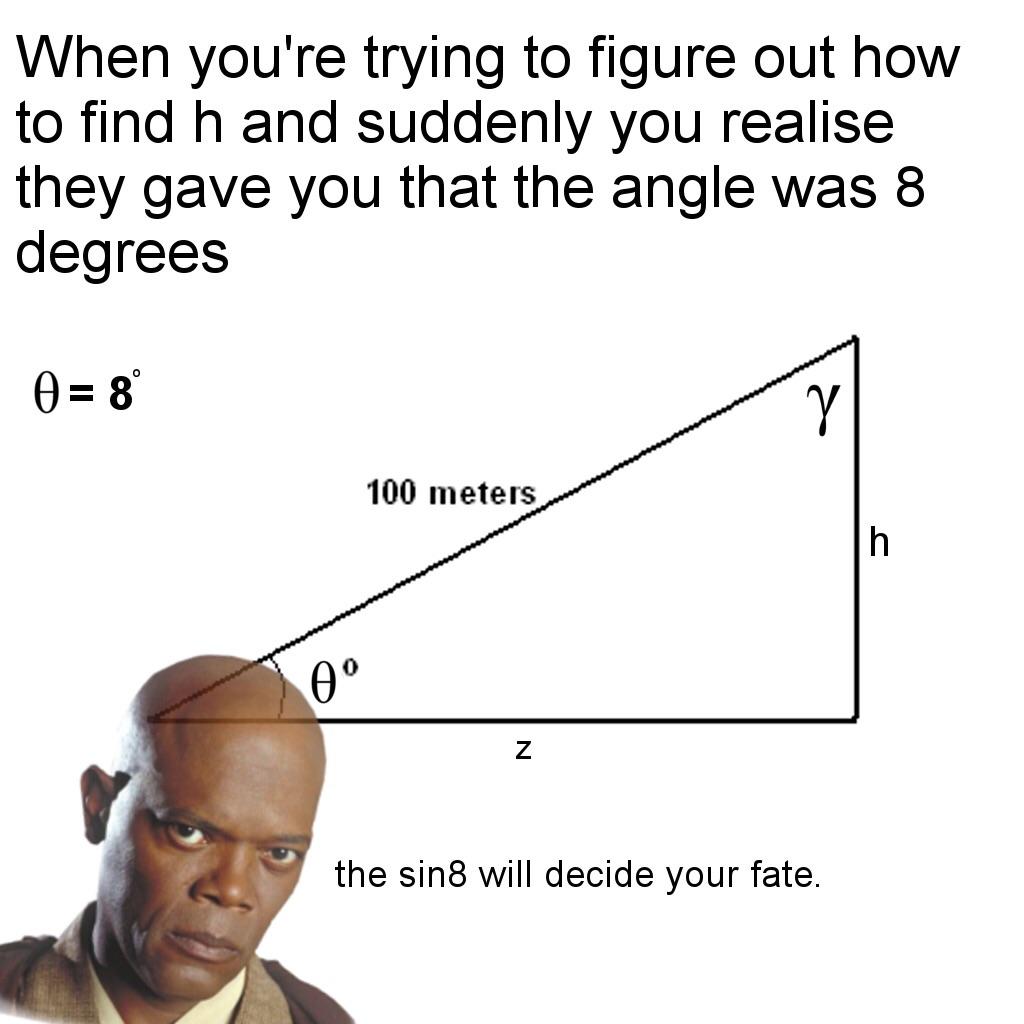 When you're trying to figure out how
to find h and suddenly you realise
they gave you that the angle was 8
degrees
θ = 8°
γ
100 meters
h
θº
z
the sin8 will decide your fate.